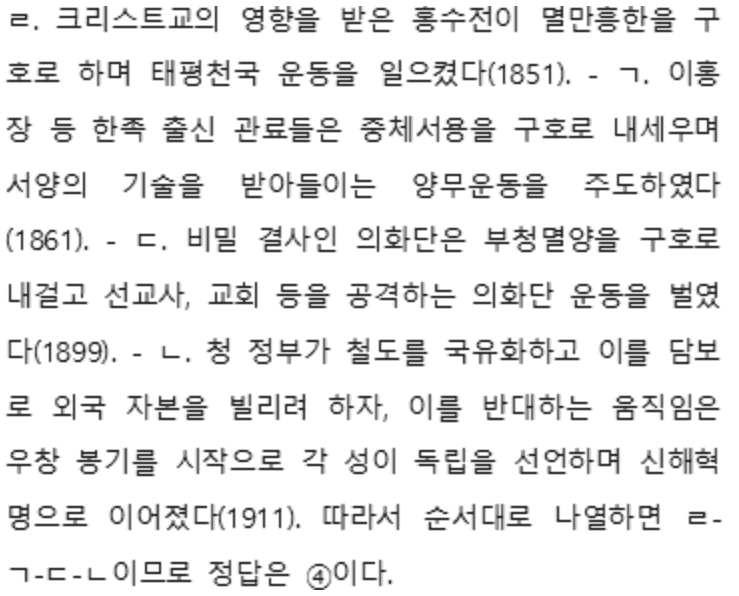 ㄹ. 크리스트교의 영향을 받은 홍수전이 멸만흥한을 구
호로 하며 태평천국 운동을 일으켰다(1851). - ㄱ. 이홍
장 등 한족 출신 관료들은 중체서용을 구호로 내세우며
서양의 기술을 받아들이는 양무운동을 주도하였다
(1861). - ㄷ. 비밀 결사인 의화단은 부청멸양을 구호로
내걸고 선교사, 교회 등을 공격하는 의화단 운동을 벌였
다(1899). - ㄴ. 청 정부가 철도를 국유화하고 이를 담보
로 외국 자본을 빌리려 하자, 이를 반대하는 움직임은
우창 봉기를 시작으로 각 성이 독립을 선언하며 신해혁
명으로 이어졌다(1911). 따라서 순서대로 나열하면 ㄹ-
ㄱ-ㄷ-ㄴ이므로 정답은 ④이다.